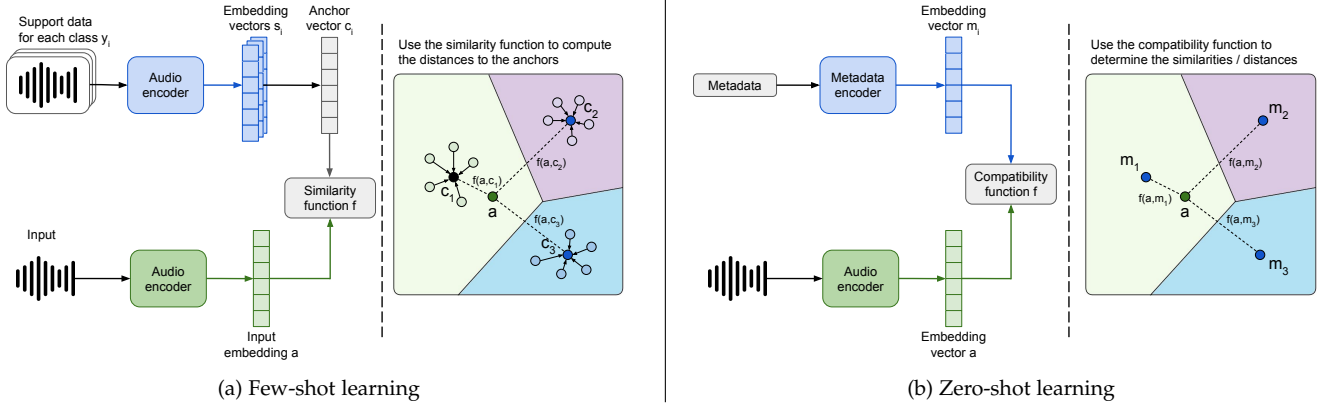 Support data
for each class y_i
Audio
encoder
Embedding
vectors s_i
Anchor
vector c_i
Similarity
function f
Input
Audio
encoder
Input
embedding a
Use the similarity function to compute
the distances to the anchors
c_2
f(a,c_2)
f(a,c_1)
c_1
a
f(a,c_3)
c_3
(a) Few-shot learning
Metadata
Metadata
encoder
Embedding
vector m_i
Compatibility
function f
Audio
encoder
Embedding
vector a
Use the compatibility function to
determine the similarities / distances
m_2
m_1
f(a,m_2)
f(a,m_1)
a
f(a,m_3)
m_3
(b) Zero-shot learning